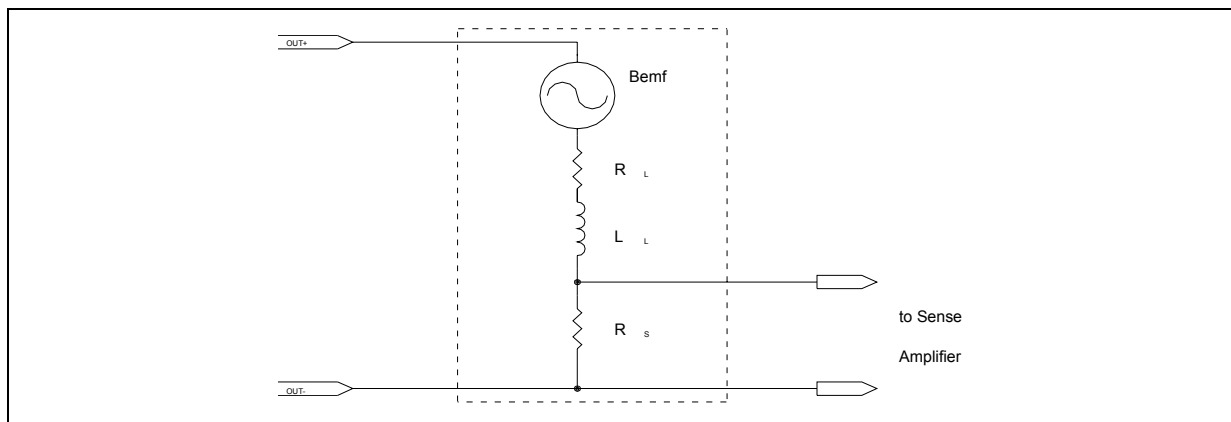 OUT+
Bemf
R L
L L
R S
to Sense
Amplifier
OUT-